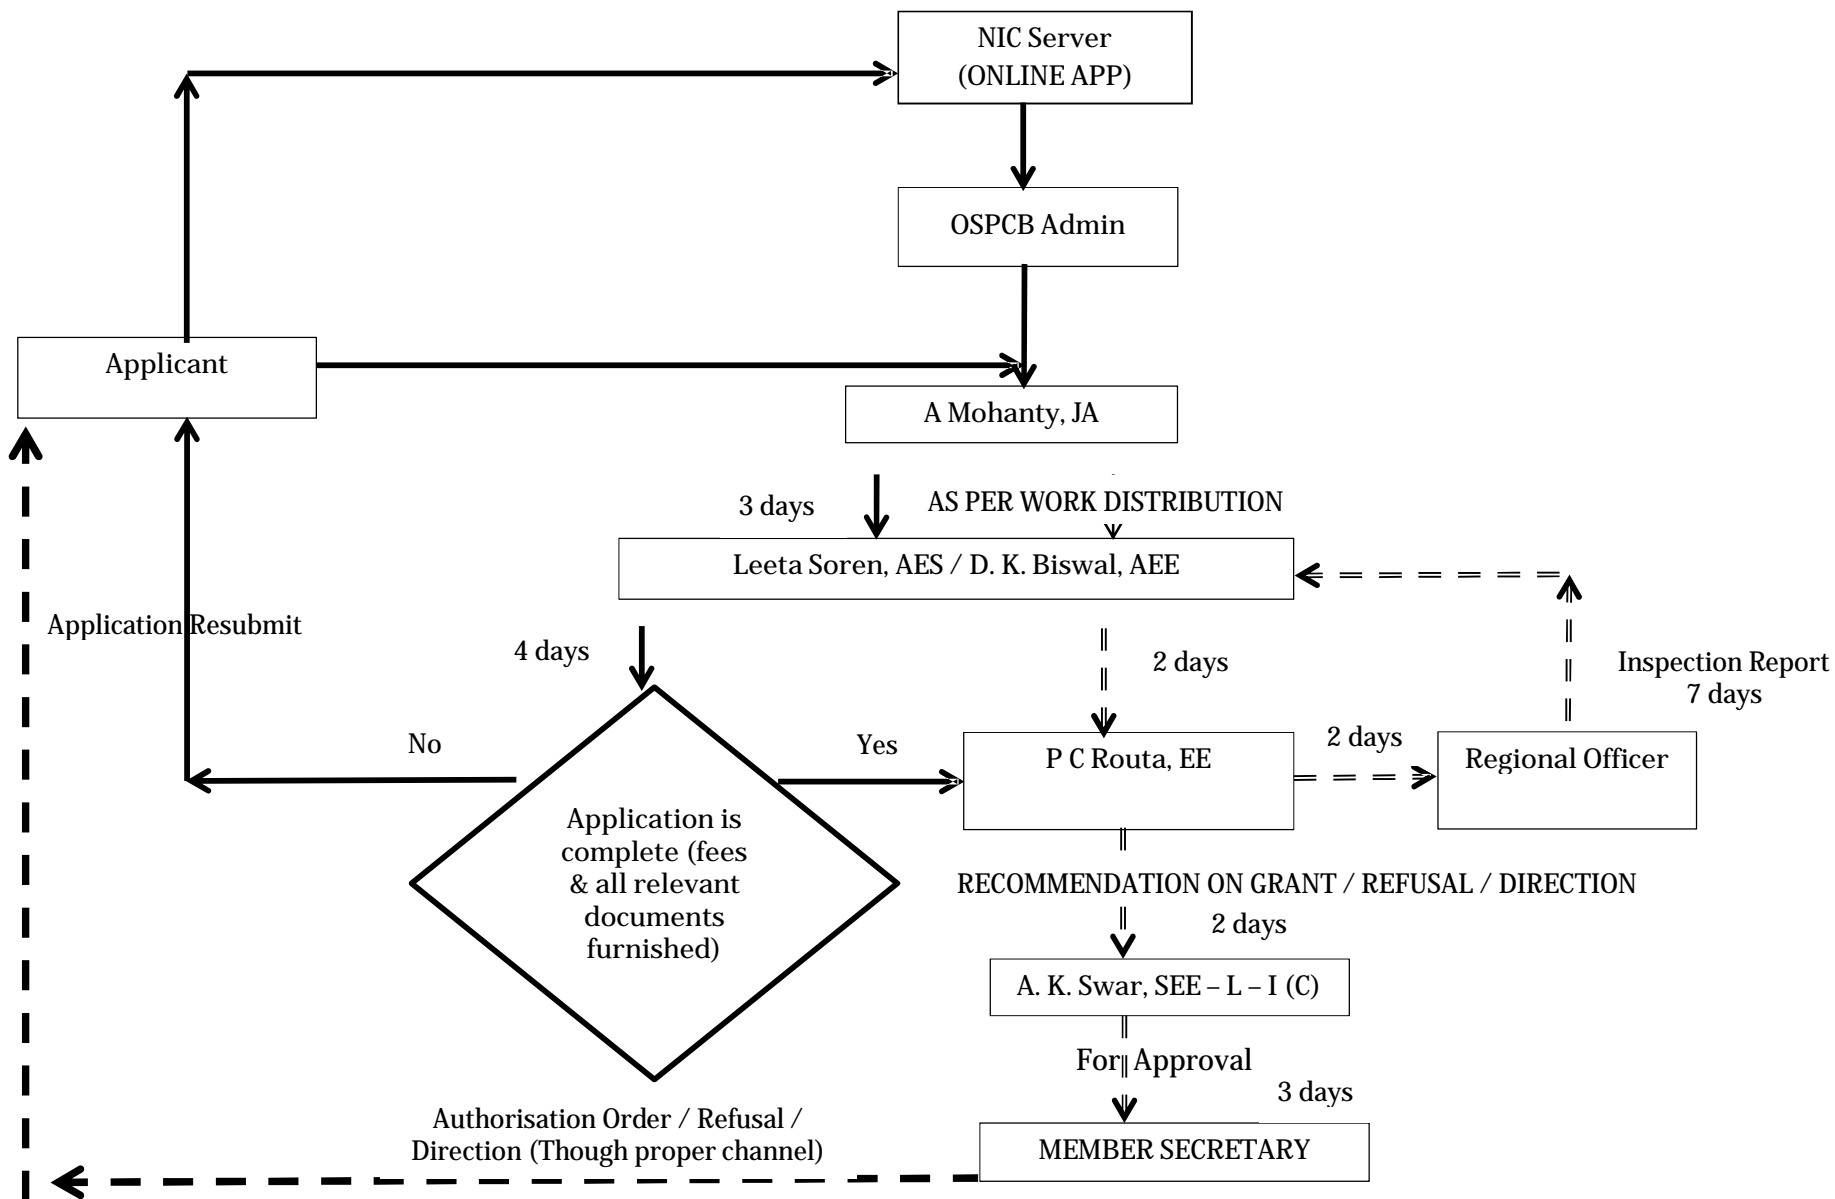 NIC Server
(ONLINE APP)
OSPCB Admin
Applicant
A Mohanty, JA
3 days
AS PER WORK DISTRIBUTION
Leeta Soren, AES / D. K. Biswal, AEE
Application Resubmit
4 days
2 days
Inspection Report
7 days
No
Yes
P C Routa, EE
2 days
Regional Officer
Application is
complete (fees
& all relevant
documents
furnished)
RECOMMENDATION ON GRANT / REFUSAL / DIRECTION
2 days
A. K. Swar, SEE – L – I (C)
For Approval
3 days
Authorisation Order / Refusal /
Direction (Though proper channel)
MEMBER SECRETARY